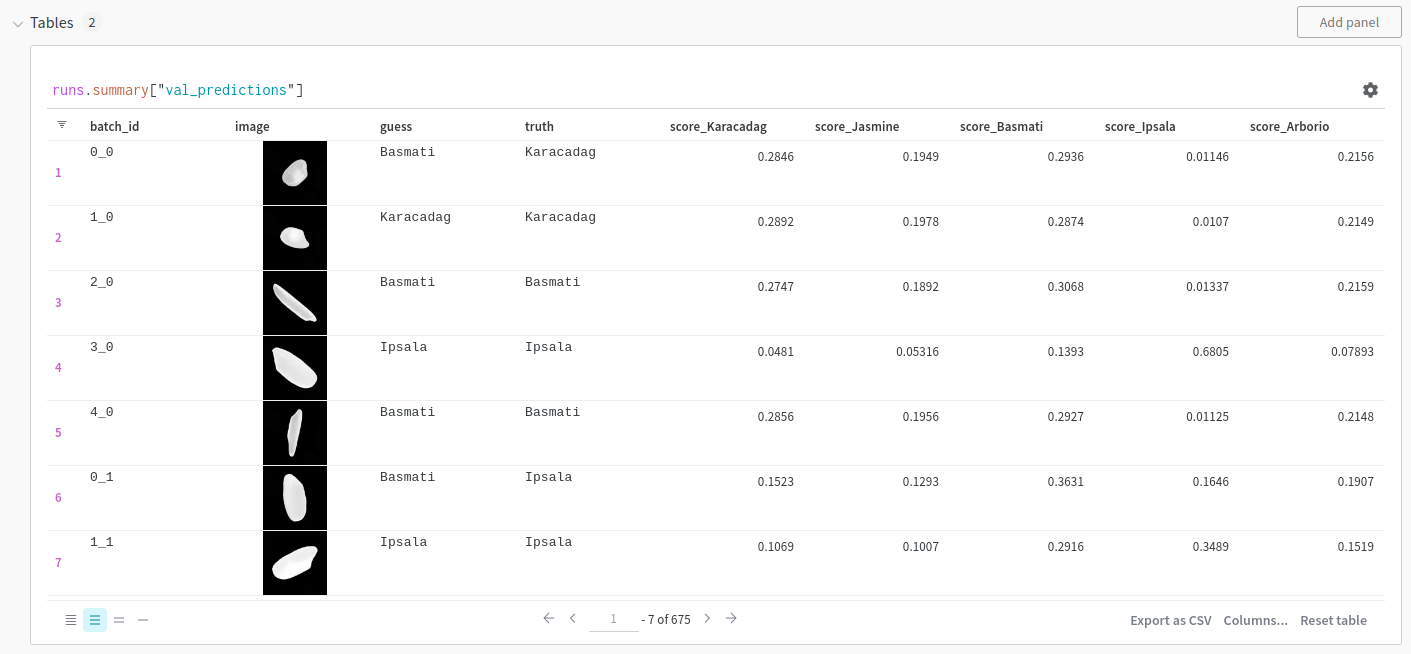 Tables 2 Add panel
runs.summary["val_predictions"]
batch_id image guess truth score_Karacadag score_Jasmine score_Basmati score_Ipsala score_Arborio
1 0_0 Basmati Karacadag 0.2846 0.1949 0.2936 0.01146 0.2156
2 1_0 Karacadag Karacadag 0.2892 0.1978 0.2874 0.0107 0.2149
3 2_0 Basmati Basmati 0.2747 0.1892 0.3068 0.01337 0.2159
4 3_0 Ipsala Ipsala 0.0481 0.05316 0.1393 0.6805 0.07893
5 4_0 Basmati Basmati 0.2856 0.1956 0.2927 0.01125 0.2148
6 0_1 Basmati Ipsala 0.1523 0.1293 0.3631 0.1646 0.1907
7 1_1 Ipsala Ipsala 0.1069 0.1007 0.2916 0.3489 0.1519
1 - 7 of 675 Export as CSV Columns... Reset table